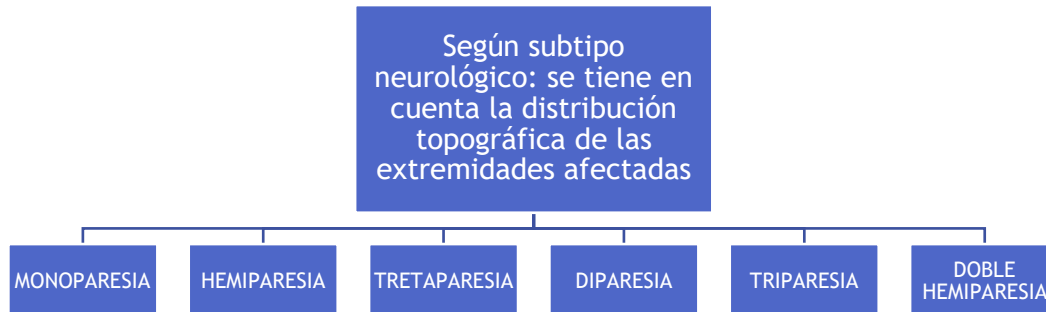 Según subtipo
neurológico: se tiene en
cuenta la distribución
topográfica de las
extremidades afectadas
MONOPARESIA
HEMIPARESIA
TRETAPARESIA
DIPARESIA
TRIPARESIA
DOBLE
HEMIPARESIA